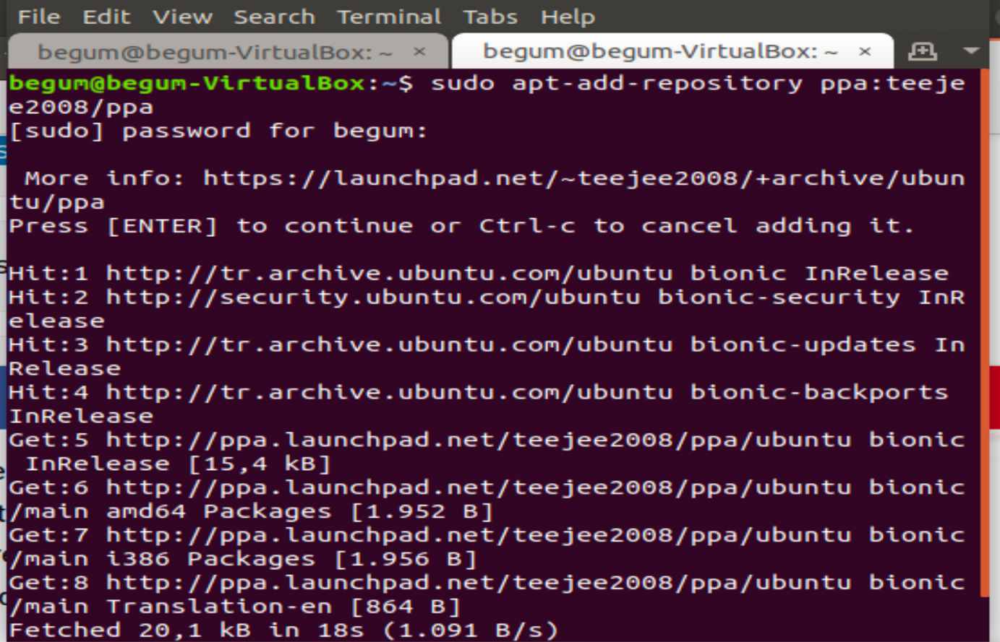 File Edit View Search Terminal Tabs Help
begum@begum-VirtualBox: ~ × begum@begum-VirtualBox: ~ ×
begum@begum-VirtualBox:~$ sudo apt-add-repository ppa:teeje
e2008/ppa
[sudo] password for begum:
More info: https://launchpad.net/~teejee2008/+archive/ubun
tu/ppa
Press [ENTER] to continue or Ctrl-c to cancel adding it.
Hit:1 http://tr.archive.ubuntu.com/ubuntu bionic InRelease
Hit:2 http://security.ubuntu.com/ubuntu bionic-security InR
elease
Hit:3 http://tr.archive.ubuntu.com/ubuntu bionic-updates In
Release
Hit:4 http://tr.archive.ubuntu.com/ubuntu bionic-backports
InRelease
Get:5 http://ppa.launchpad.net/teejee2008/ppa/ubuntu bionic
InRelease [15,4 kB]
Get:6 http://ppa.launchpad.net/teejee2008/ppa/ubuntu bionic
/main amd64 Packages [1.952 B]
Get:7 http://ppa.launchpad.net/teejee2008/ppa/ubuntu bionic
/main i386 Packages [1.956 B]
Get:8 http://ppa.launchpad.net/teejee2008/ppa/ubuntu bionic
/main Translation-en [864 B]
Fetched 20,1 kB in 18s (1.091 B/s)